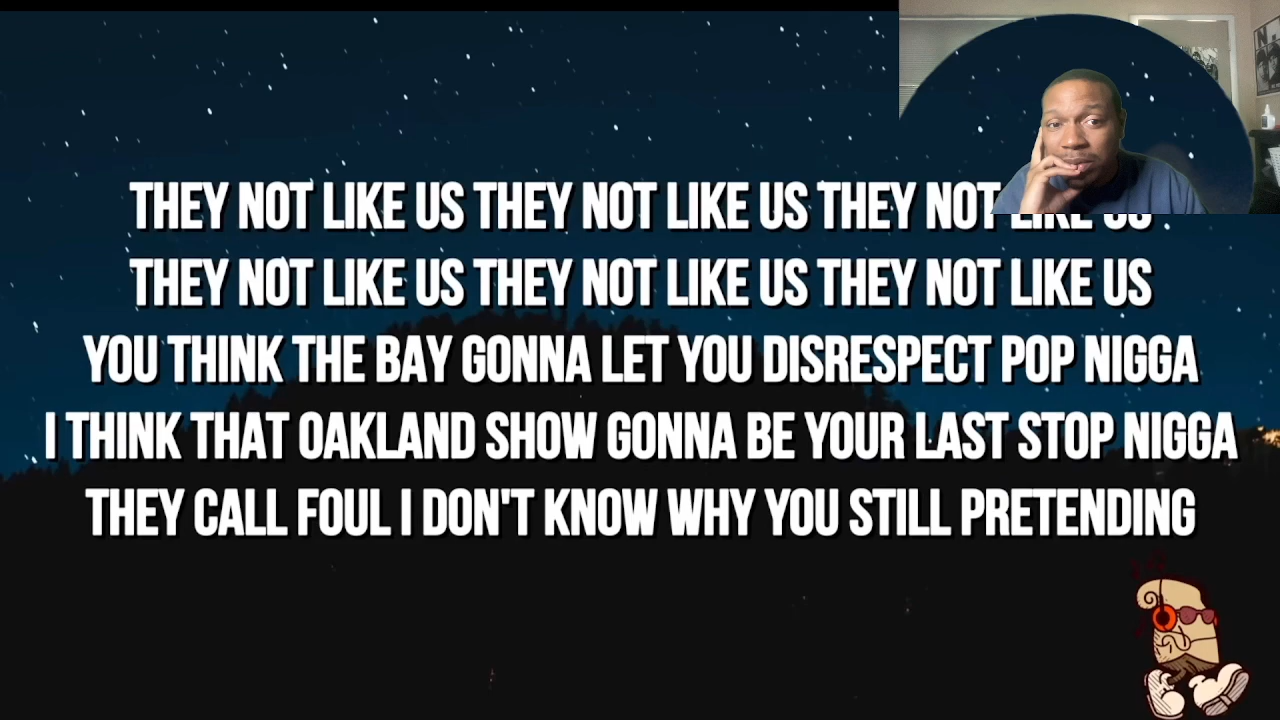 THEY NOT LIKE US THEY NOT LIKE US THEY NOT LIKE US
THEY NOT LIKE US THEY NOT LIKE US THEY NOT LIKE US
YOU THINK THE BAY GONNA LET YOU DISRESPECT POP NIGGA
I THINK THAT OAKLAND SHOW GONNA BE YOUR LAST STOP NIGGA
THEY CALL FOUL I DON'T KNOW WHY YOU STILL PRETENDING